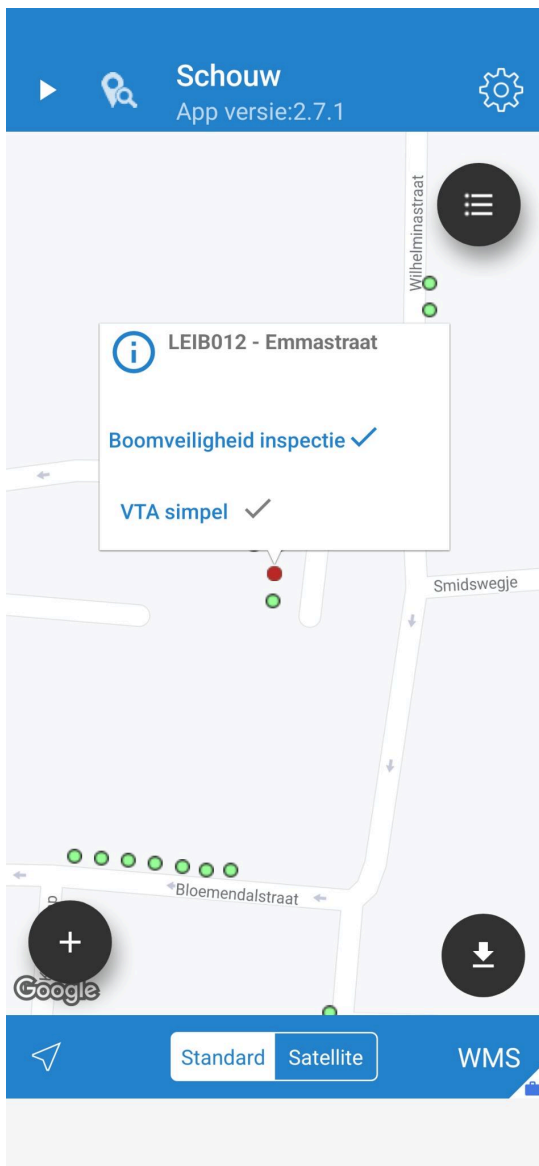 Schouw
App versie:2.7.1
Wilhelminastraat
LEIB012 - Emmastraat
Boomveiligheid inspectie
VTA simpel
Smidswegje
Bloemendalstraat
Google
Standard
Satellite
WMS